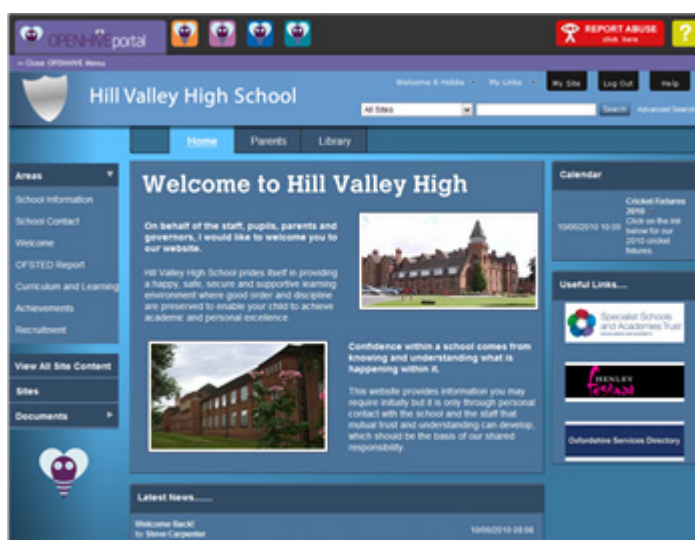 OPENHIVE portal
REPORT ABUSE
click here
?
Close OPENHIVE Menu
Hill Valley High School
Welcome R Hobbs
My Links
My Site
Log Out
Help
All Sites
Search
Advanced Search
Home
Parents
Library
Areas
School Information
School Contact
Welcome
OFSTED Report
Curriculum and Learning
Achievements
Recruitment
View All Site Content
Sites
Documents
Welcome to Hill Valley High
On behalf of the staff, pupils, parents and
governors, I would like to welcome you to
our website.
Hill Valley High School prides itself in providing
a happy, safe, secure and supportive learning
environment where good order and discipline
are preserved to enable your child to achieve
academic and personal excellence.
Confidence within a school comes from
knowing and understanding what is
happening within it.
This website provides information you may
require initially but it is only through personal
contact with the school and the staff that
mutual trust and understanding can develop,
which should be the basis of our shared
responsibility.
Calendar
10/06/2010 10:00
Cricket Fixtures
2010
Click on the link
below for our
2010 cricket
fixtures.
Useful Links....
Specialist Schools
and Academies Trust
HENLEY
Festival
Oxfordshire Services Directory
Latest News......
Welcome Back!
by Steve Carpenter
10/06/2010 09:08